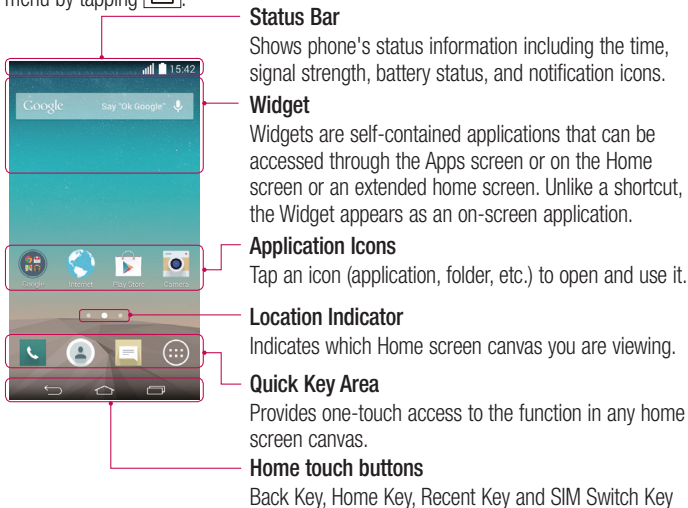 menu by tapping
Status Bar
Shows phone's status information including the time,
signal strength, battery status, and notification icons.
15:42
Google Say "Ok Google"
Widget
Widgets are self-contained applications that can be
accessed through the Apps screen or on the Home
screen or an extended home screen. Unlike a shortcut,
the Widget appears as an on-screen application.
Application Icons
Tap an icon (application, folder, etc.) to open and use it.
Google Internet Play Store Camera
Location Indicator
Indicates which Home screen canvas you are viewing.
Quick Key Area
Provides one-touch access to the function in any home
screen canvas.
Home touch buttons
Back Key, Home Key, Recent Key and SIM Switch Key